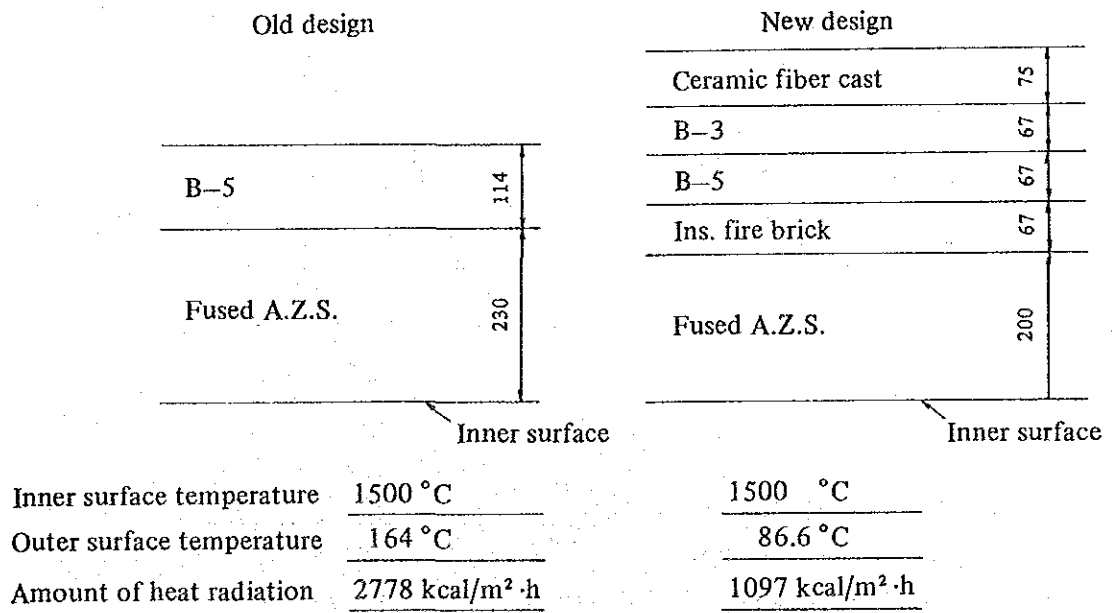 Old design
New design
Ceramic fiber cast 75
B-3 67
B-5 114
B-5 67
Ins. fire brick 67
Fused A.Z.S. 230
Fused A.Z.S. 200
Inner surface
Inner surface
Inner surface temperature 1500 °C 1500 °C
Outer surface temperature 164 °C 86.6 °C
Amount of heat radiation 2778 kcal/m²·h 1097 kcal/m²·h